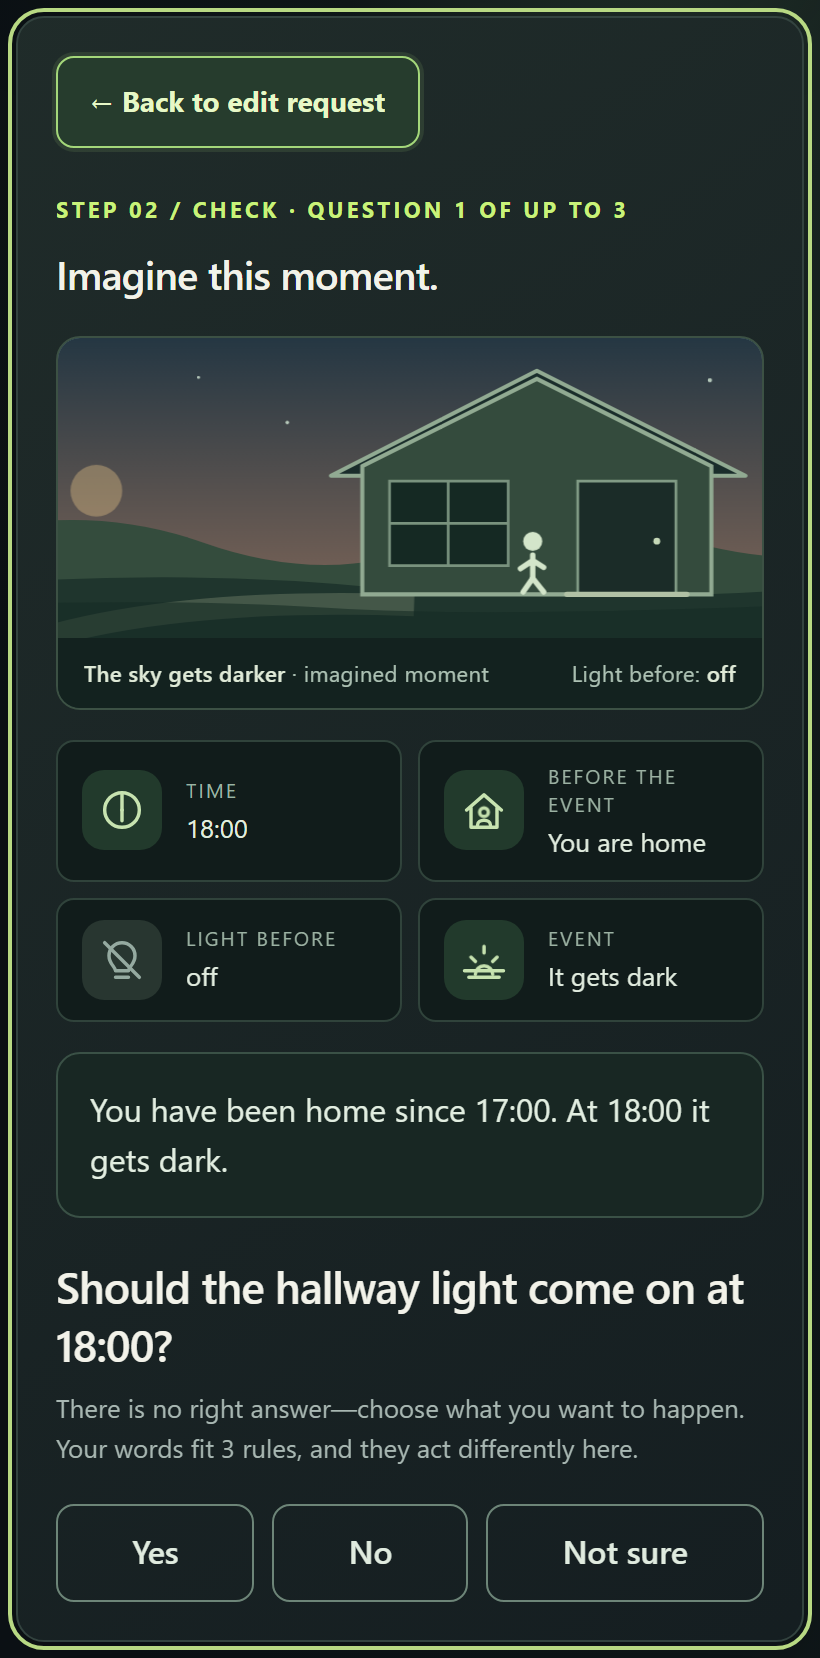 ← Back to edit request
STEP 02 / CHECK · QUESTION 1 OF UP TO 3
Imagine this moment.
The sky gets darker · imagined moment
Light before: off
TIME
18:00
BEFORE THE
EVENT
You are home
LIGHT BEFORE
off
EVENT
It gets dark
You have been home since 17:00. At 18:00 it
gets dark.
Should the hallway light come on at
18:00?
There is no right answer—choose what you want to happen.
Your words fit 3 rules, and they act differently here.
Yes
No
Not sure